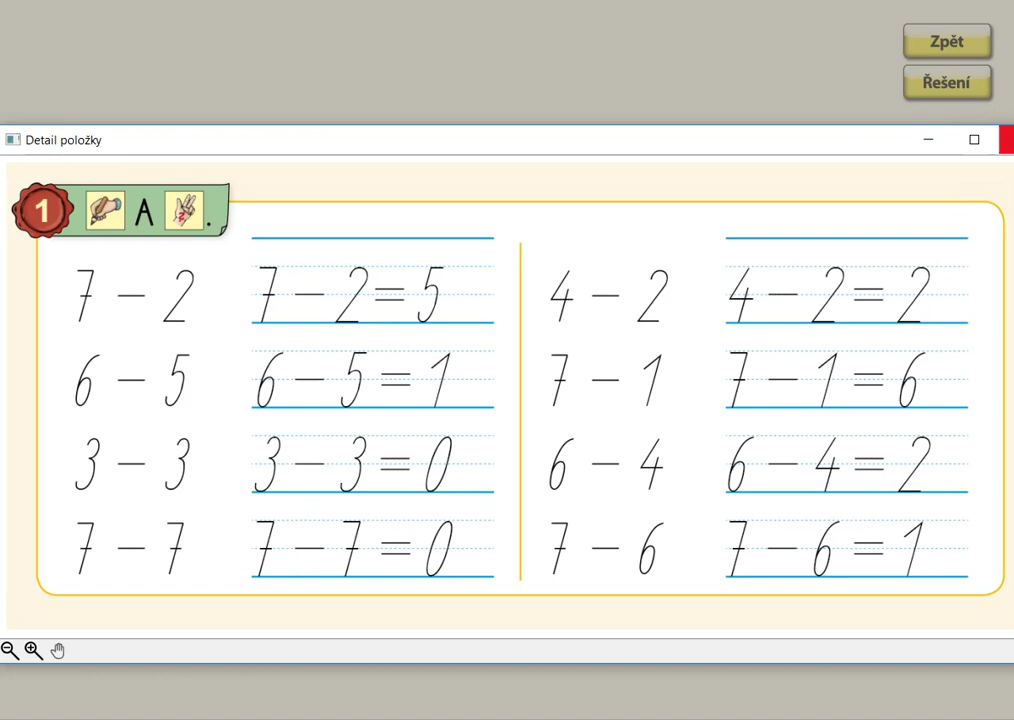 Zpět
Řešení
Detail položky
1 A .
7 – 2 7 – 2 = 5 4 – 2 4 – 2 = 2
6 – 5 6 – 5 = 1 7 – 1 7 – 1 = 6
3 – 3 3 – 3 = 0 6 – 4 6 – 4 = 2
7 – 7 7 – 7 = 0 7 – 6 7 – 6 = 1